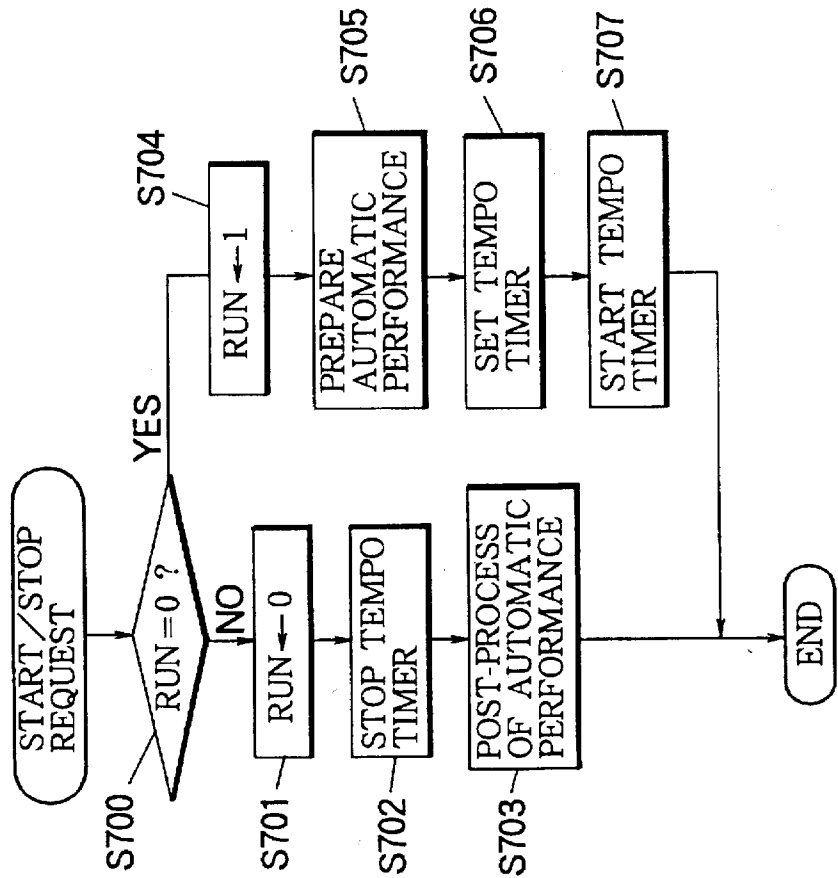 START/STOP
REQUEST
S700
RUN=0 ?
YES
NO
S701
RUN←0
S702
STOP TEMPO
TIMER
S703
POST-PROCESS
OF AUTOMATIC
PERFORMANCE
S704
RUN←1
S705
PREPARE
AUTOMATIC
PERFORMANCE
S706
SET TEMPO
TIMER
S707
START TEMPO
TIMER
END